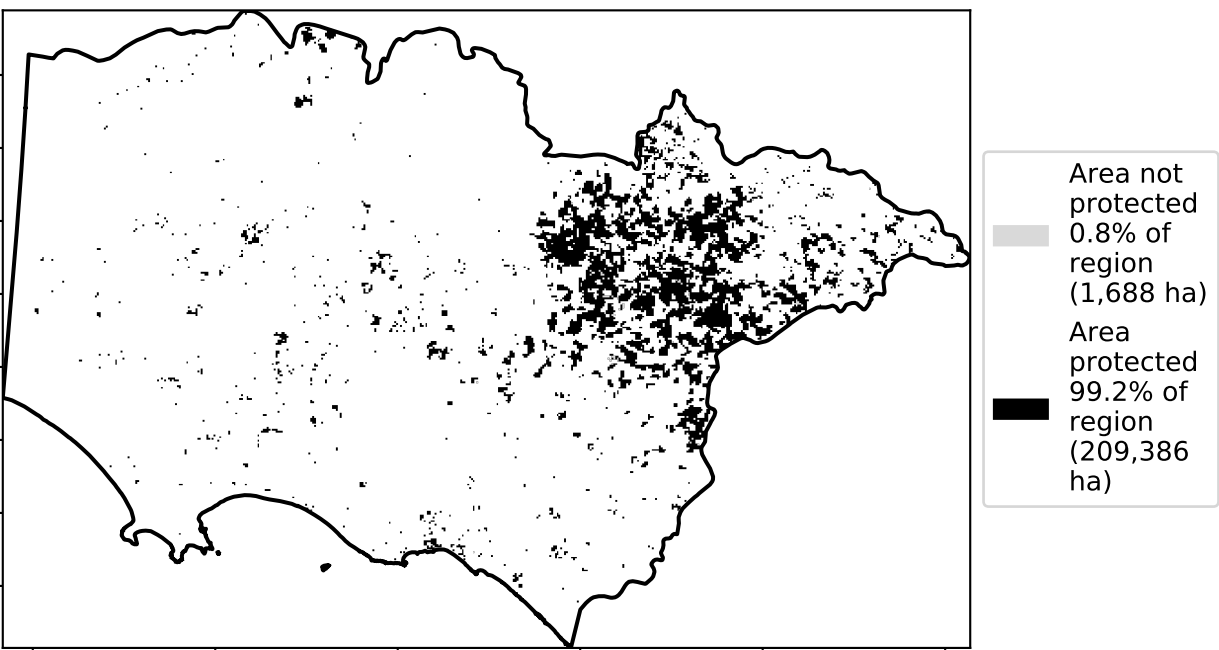 Area not
protected
0.8% of
region
(1,688 ha)
Area
protected
99.2% of
region
(209,386
ha)